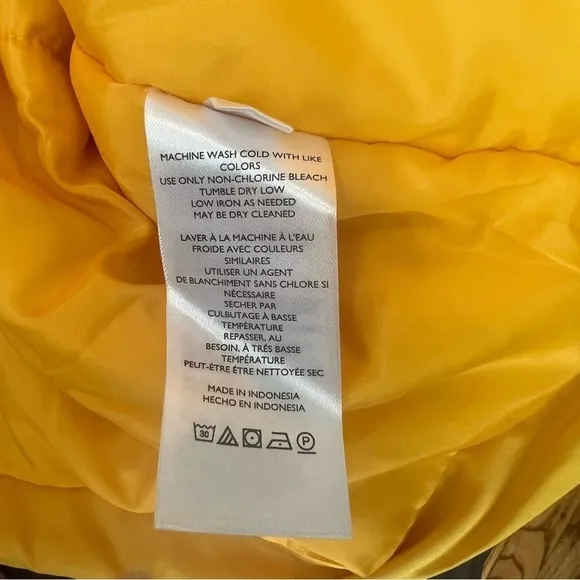 MACHINE WASH COLD WITH LIKE
COLORS
USE ONLY NON-CHLORINE BLEACH
TUMBLE DRY LOW
LOW IRON AS NEEDED
MAY BE DRY CLEANED
LAVER À LA MACHINE À L'EAU
FROIDE AVEC COULEURS
SIMILAIRES
UTILISER UN AGENT
DE BLANCHIMENT SANS CHLORE SI
NÉCESSAIRE
SECHER PAR
CULBUTAGE À BASSE
TEMPÉRATURE
REPASSER, AU
BESOIN, À TRÈS BASSE
TEMPÉRATURE
PEUT-ÊTRE ÊTRE NETTOYÉE SEC
MADE IN INDONESIA
HECHO EN INDONESIA
30 P